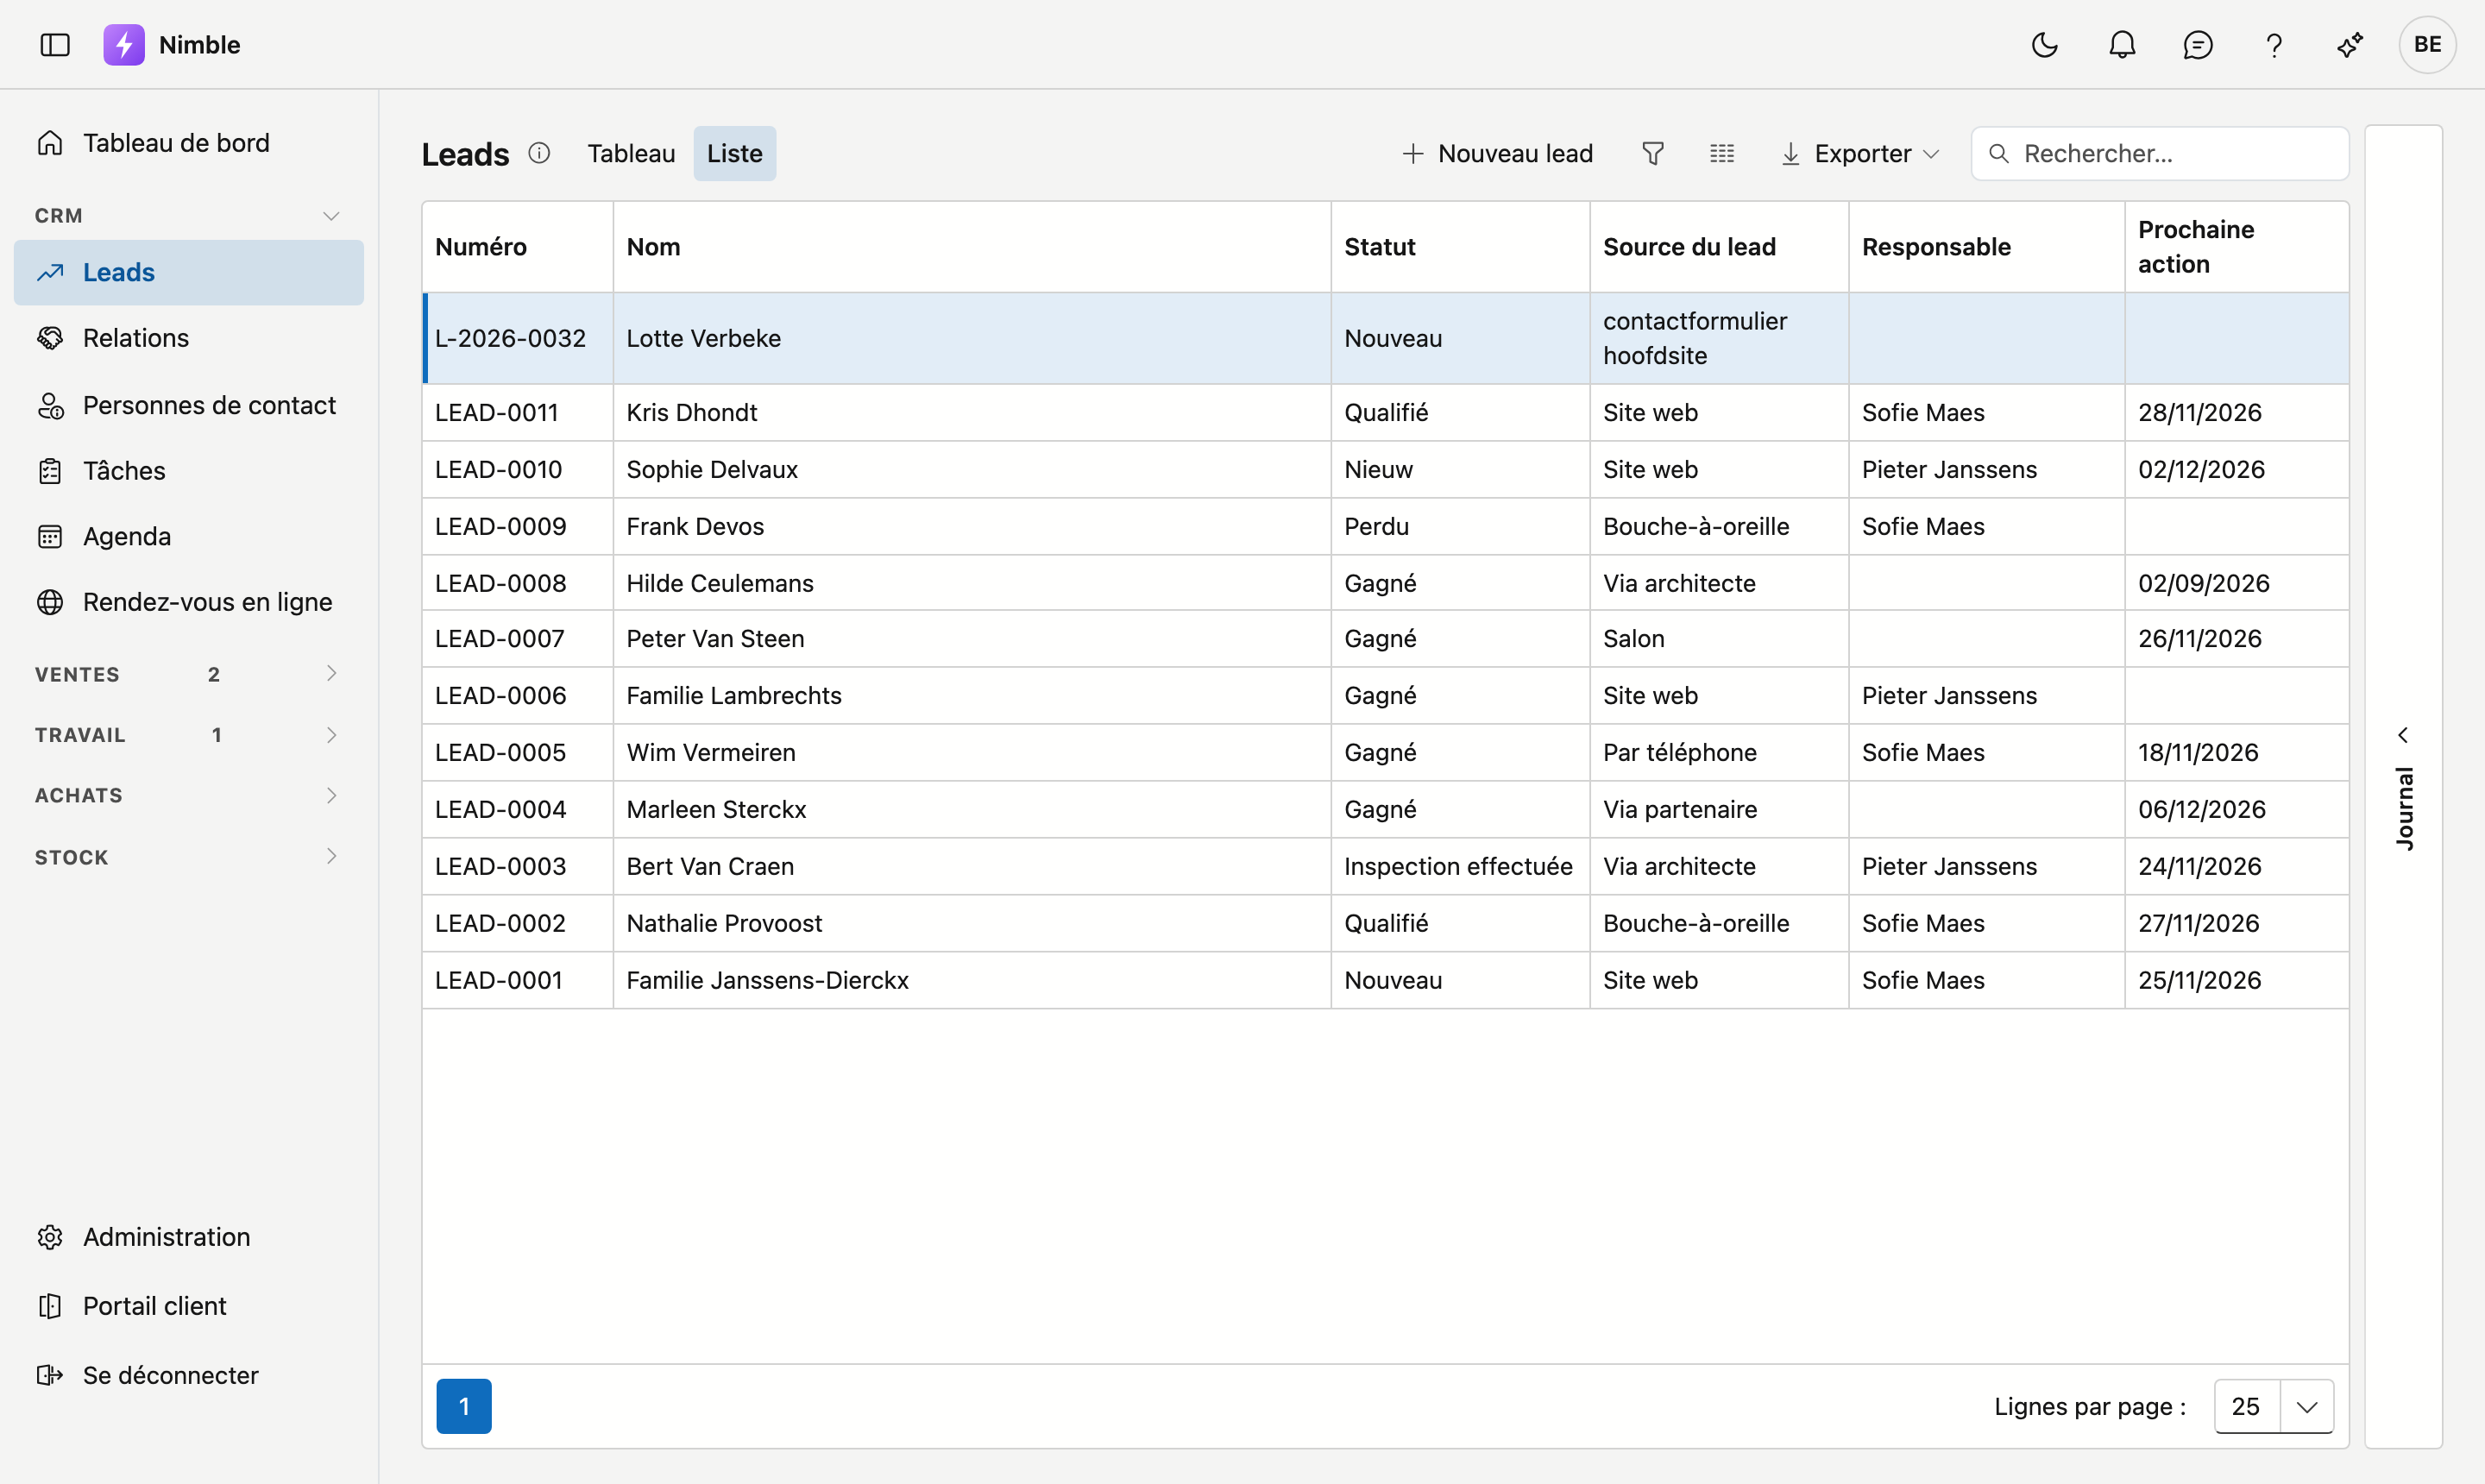 Nimble
BE
Tableau de bord
CRM
Leads
Relations
Personnes de contact
Tâches
Agenda
Rendez-vous en ligne
VENTES 2
TRAVAIL 1
ACHATS
STOCK
Administration
Portail client
Se déconnecter
Leads Tableau Liste Nouveau lead Exporter Rechercher...
Numéro Nom Statut Source du lead Responsable Prochaine action
L-2026-0032 Lotte Verbeke Nouveau contactformulier hoofdsite
LEAD-0011 Kris Dhondt Qualifié Site web Sofie Maes 28/11/2026
LEAD-0010 Sophie Delvaux Nieuw Site web Pieter Janssens 02/12/2026
LEAD-0009 Frank Devos Perdu Bouche-à-oreille Sofie Maes
LEAD-0008 Hilde Ceulemans Gagné Via architecte 02/09/2026
LEAD-0007 Peter Van Steen Gagné Salon 26/11/2026
LEAD-0006 Familie Lambrechts Gagné Site web Pieter Janssens
LEAD-0005 Wim Vermeiren Gagné Par téléphone Sofie Maes 18/11/2026
LEAD-0004 Marleen Sterckx Gagné Via partenaire 06/12/2026
LEAD-0003 Bert Van Craen Inspection effectuée Via architecte Pieter Janssens 24/11/2026
LEAD-0002 Nathalie Provoost Qualifié Bouche-à-oreille Sofie Maes 27/11/2026
LEAD-0001 Familie Janssens-Dierckx Nouveau Site web Sofie Maes 25/11/2026
1
Lignes par page : 25
Journal